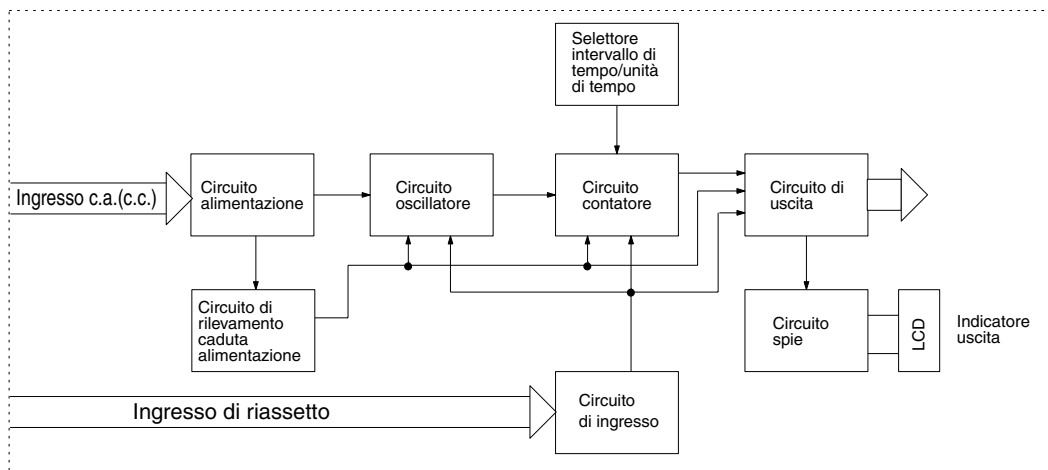 Selettore
intervallo di
tempo/unità
di tempo
Ingresso c.a.(c.c.)
Circuito
alimentazione
Circuito
oscillatore
Circuito
contatore
Circuito di
uscita
Circuito di
rilevamento
caduta
alimentazione
Circuito
spie
LCD
Indicatore
uscita
Ingresso di riassetto
Circuito
di ingresso